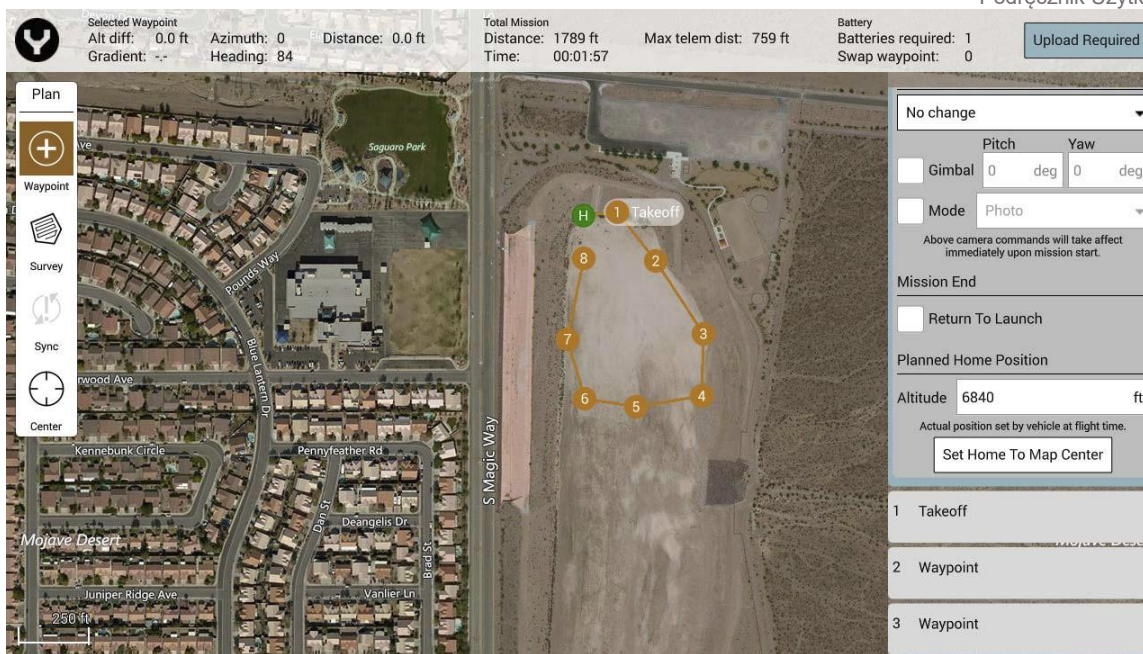 Podręcznik Użytk
Selected Waypoint
Alt diff: 0.0 ft Azimuth: 0 Distance: 0.0 ft
Gradient: -.- Heading: 84
Total Mission
Distance: 1789 ft Max telem dist: 759 ft
Time: 00:01:57
Battery
Batteries required: 1
Swap waypoint: 0
Upload Required
Plan
Waypoint
Survey
Sync
Center
Saguaro Park
Pounds Way
Blue Lantern Dr
rwood Ave
Kennebunk Circle
Pennyfeather Rd
Dan St
Deangelis Dr
Brad St
Mojave Desert
Juniper Ridge Ave
Vanlier Ln
250 ft
S Magic Way
H
1 Takeoff
2
3
4
5
6
7
8
No change
Pitch Yaw
Gimbal 0 deg 0 deg
Mode Photo
Above camera commands will take affect
immediately upon mission start.
Mission End
Return To Launch
Planned Home Position
Altitude 6840 ft
Actual position set by vehicle at flight time.
Set Home To Map Center
1 Takeoff
2 Waypoint
3 Waypoint